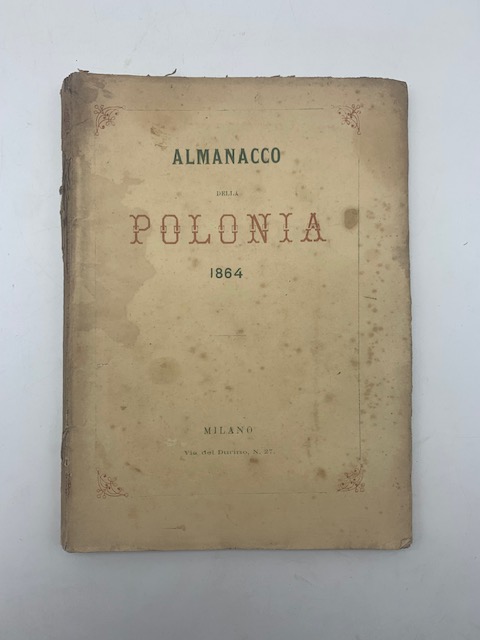 ALMANACCO
DELLA
POLONIA
1864
MILANO
Via del Durino, N. 27.